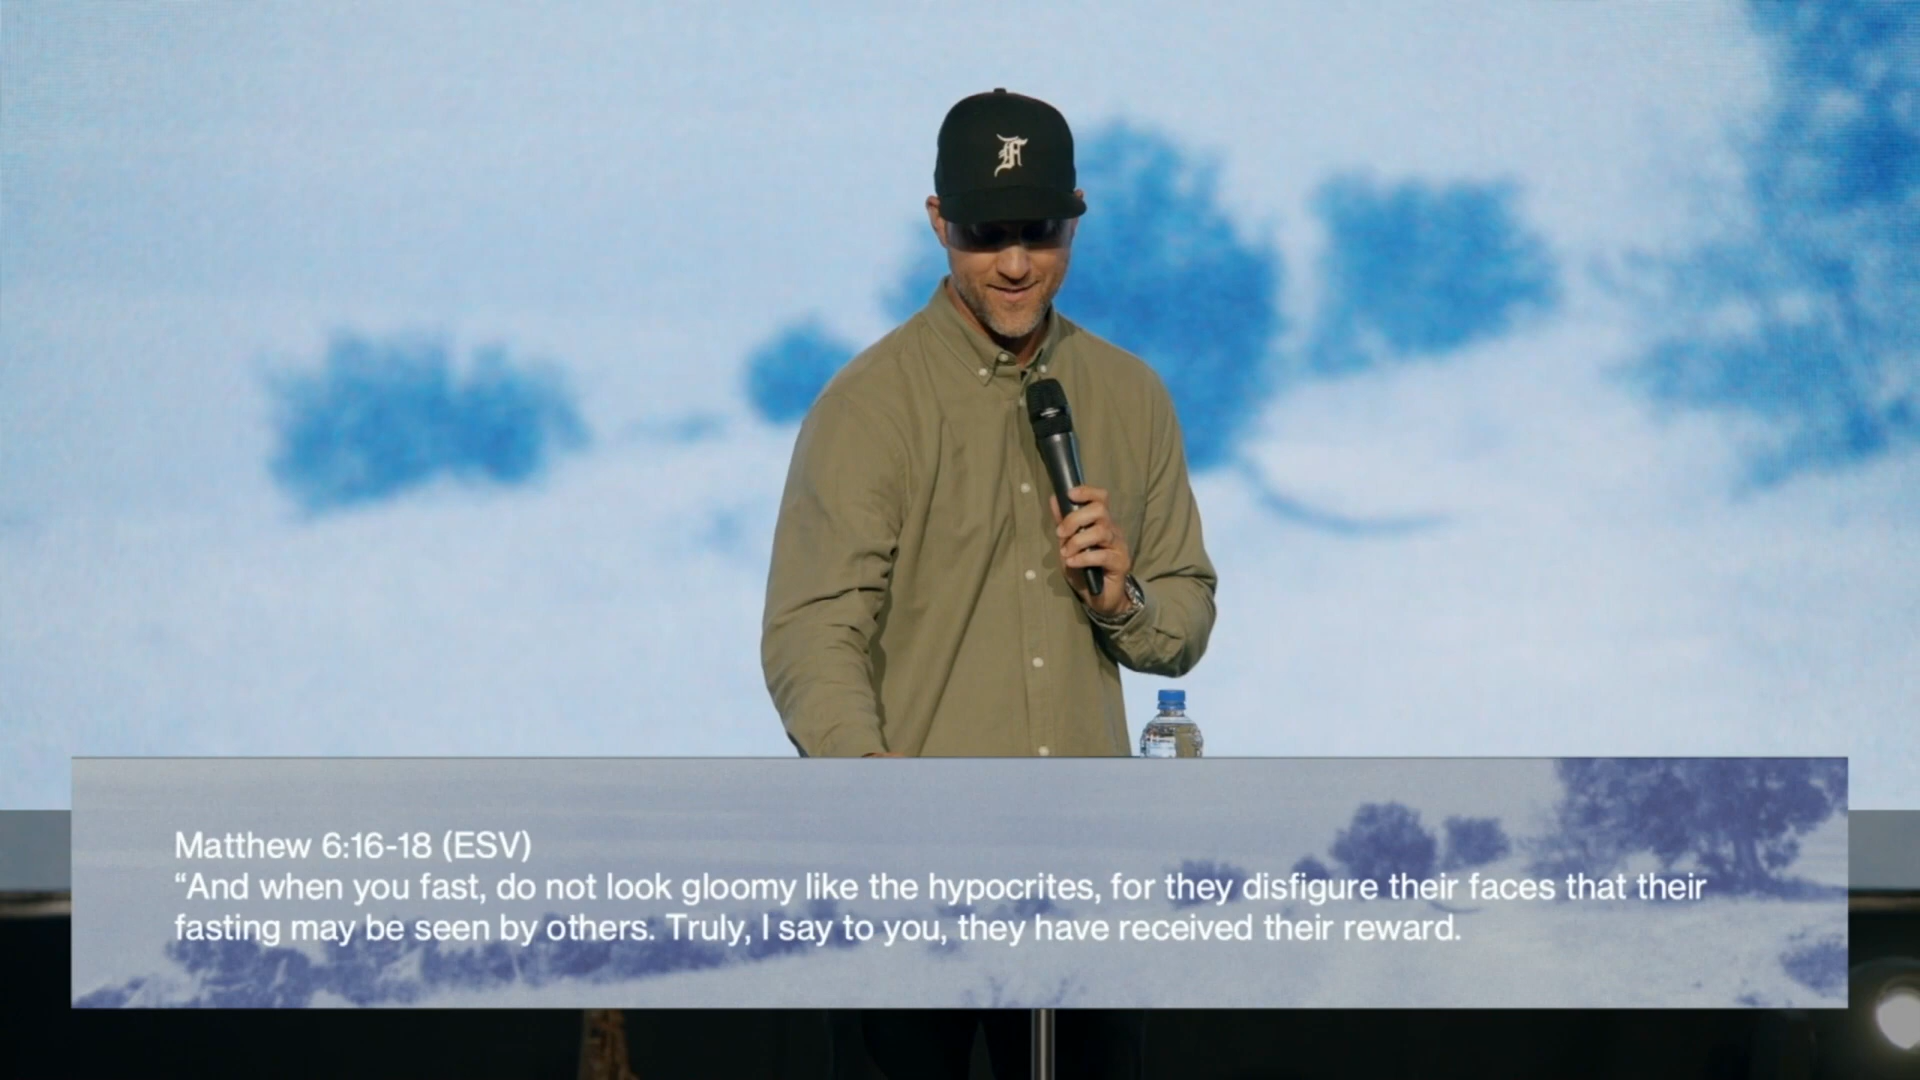 F
Matthew 6:16-18 (ESV)
“And when you fast, do not look gloomy like the hypocrites, for they disfigure their faces that their
fasting may be seen by others. Truly, I say to you, they have received their reward.